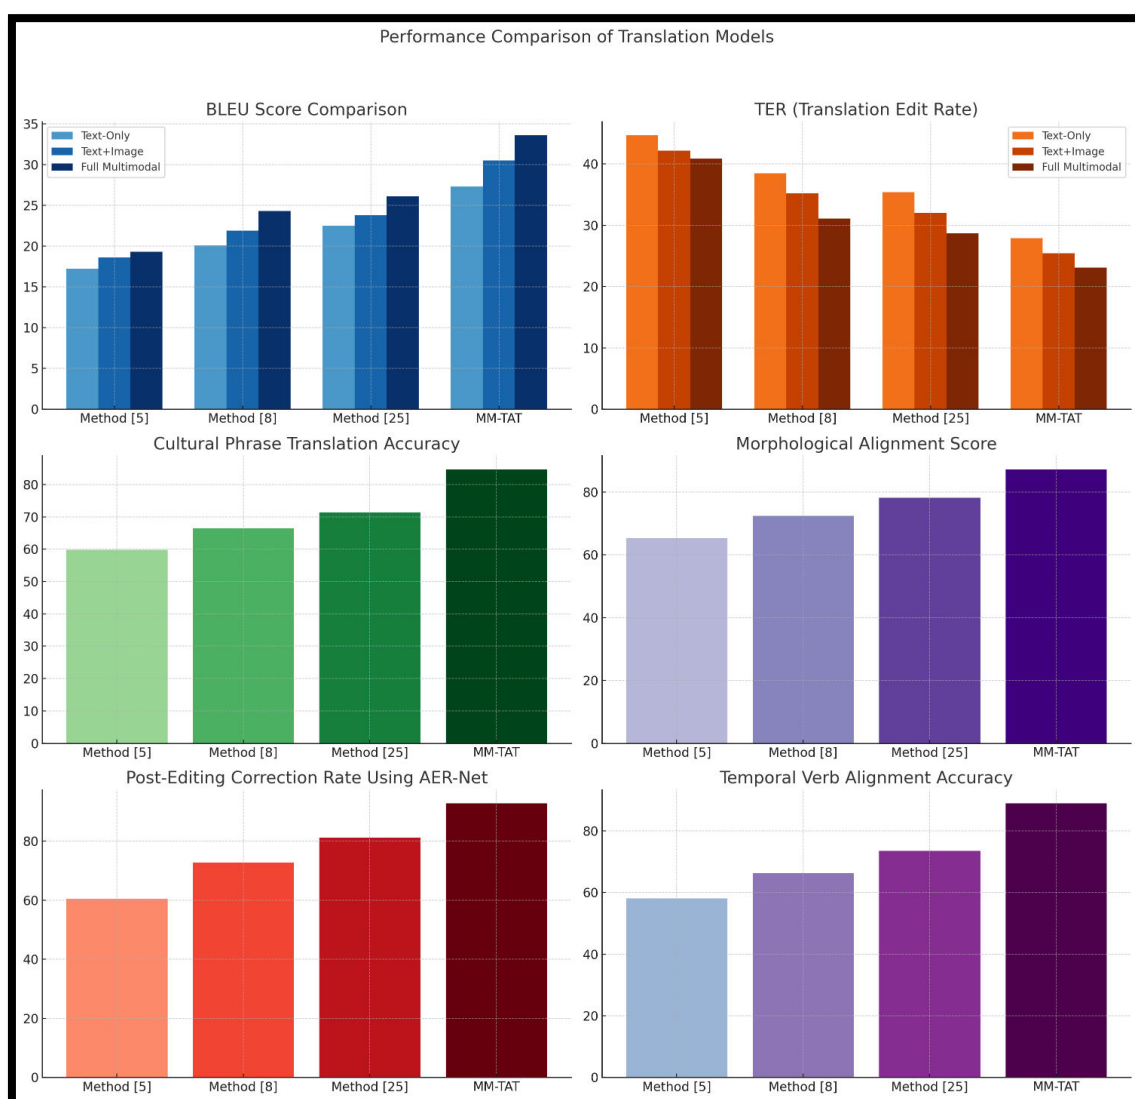 Performance Comparison of Translation Models
BLEU Score Comparison
35
30
25
20
15
10
5
0
Text-Only
Text+Image
Full Multimodal
Method [5] Method [8] Method [25] MM-TAT
TER (Translation Edit Rate)
40
30
20
10
0
Text-Only
Text+Image
Full Multimodal
Method [5] Method [8] Method [25] MM-TAT
Cultural Phrase Translation Accuracy
80
70
60
50
40
30
20
10
0
Method [5] Method [8] Method [25] MM-TAT
Morphological Alignment Score
80
60
40
20
0
Method [5] Method [8] Method [25] MM-TAT
Post-Editing Correction Rate Using AER-Net
80
60
40
20
0
Method [5] Method [8] Method [25] MM-TAT
Temporal Verb Alignment Accuracy
80
60
40
20
0
Method [5] Method [8] Method [25] MM-TAT